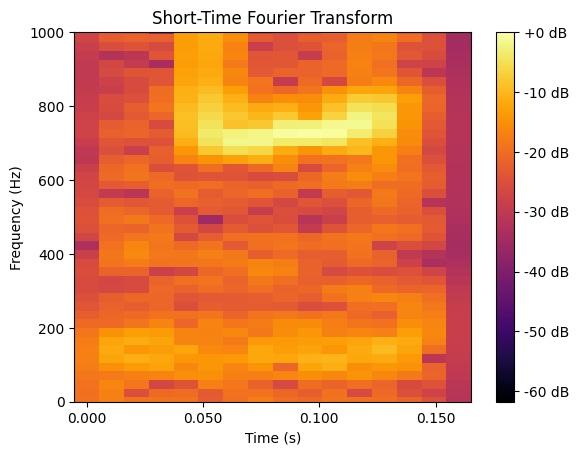 Short-Time Fourier Transform
1000
800
600
400
200
0
Frequency (Hz)
0.000
0.050
0.100
0.150
Time (s)
+0 dB
-10 dB
-20 dB
-30 dB
-40 dB
-50 dB
-60 dB